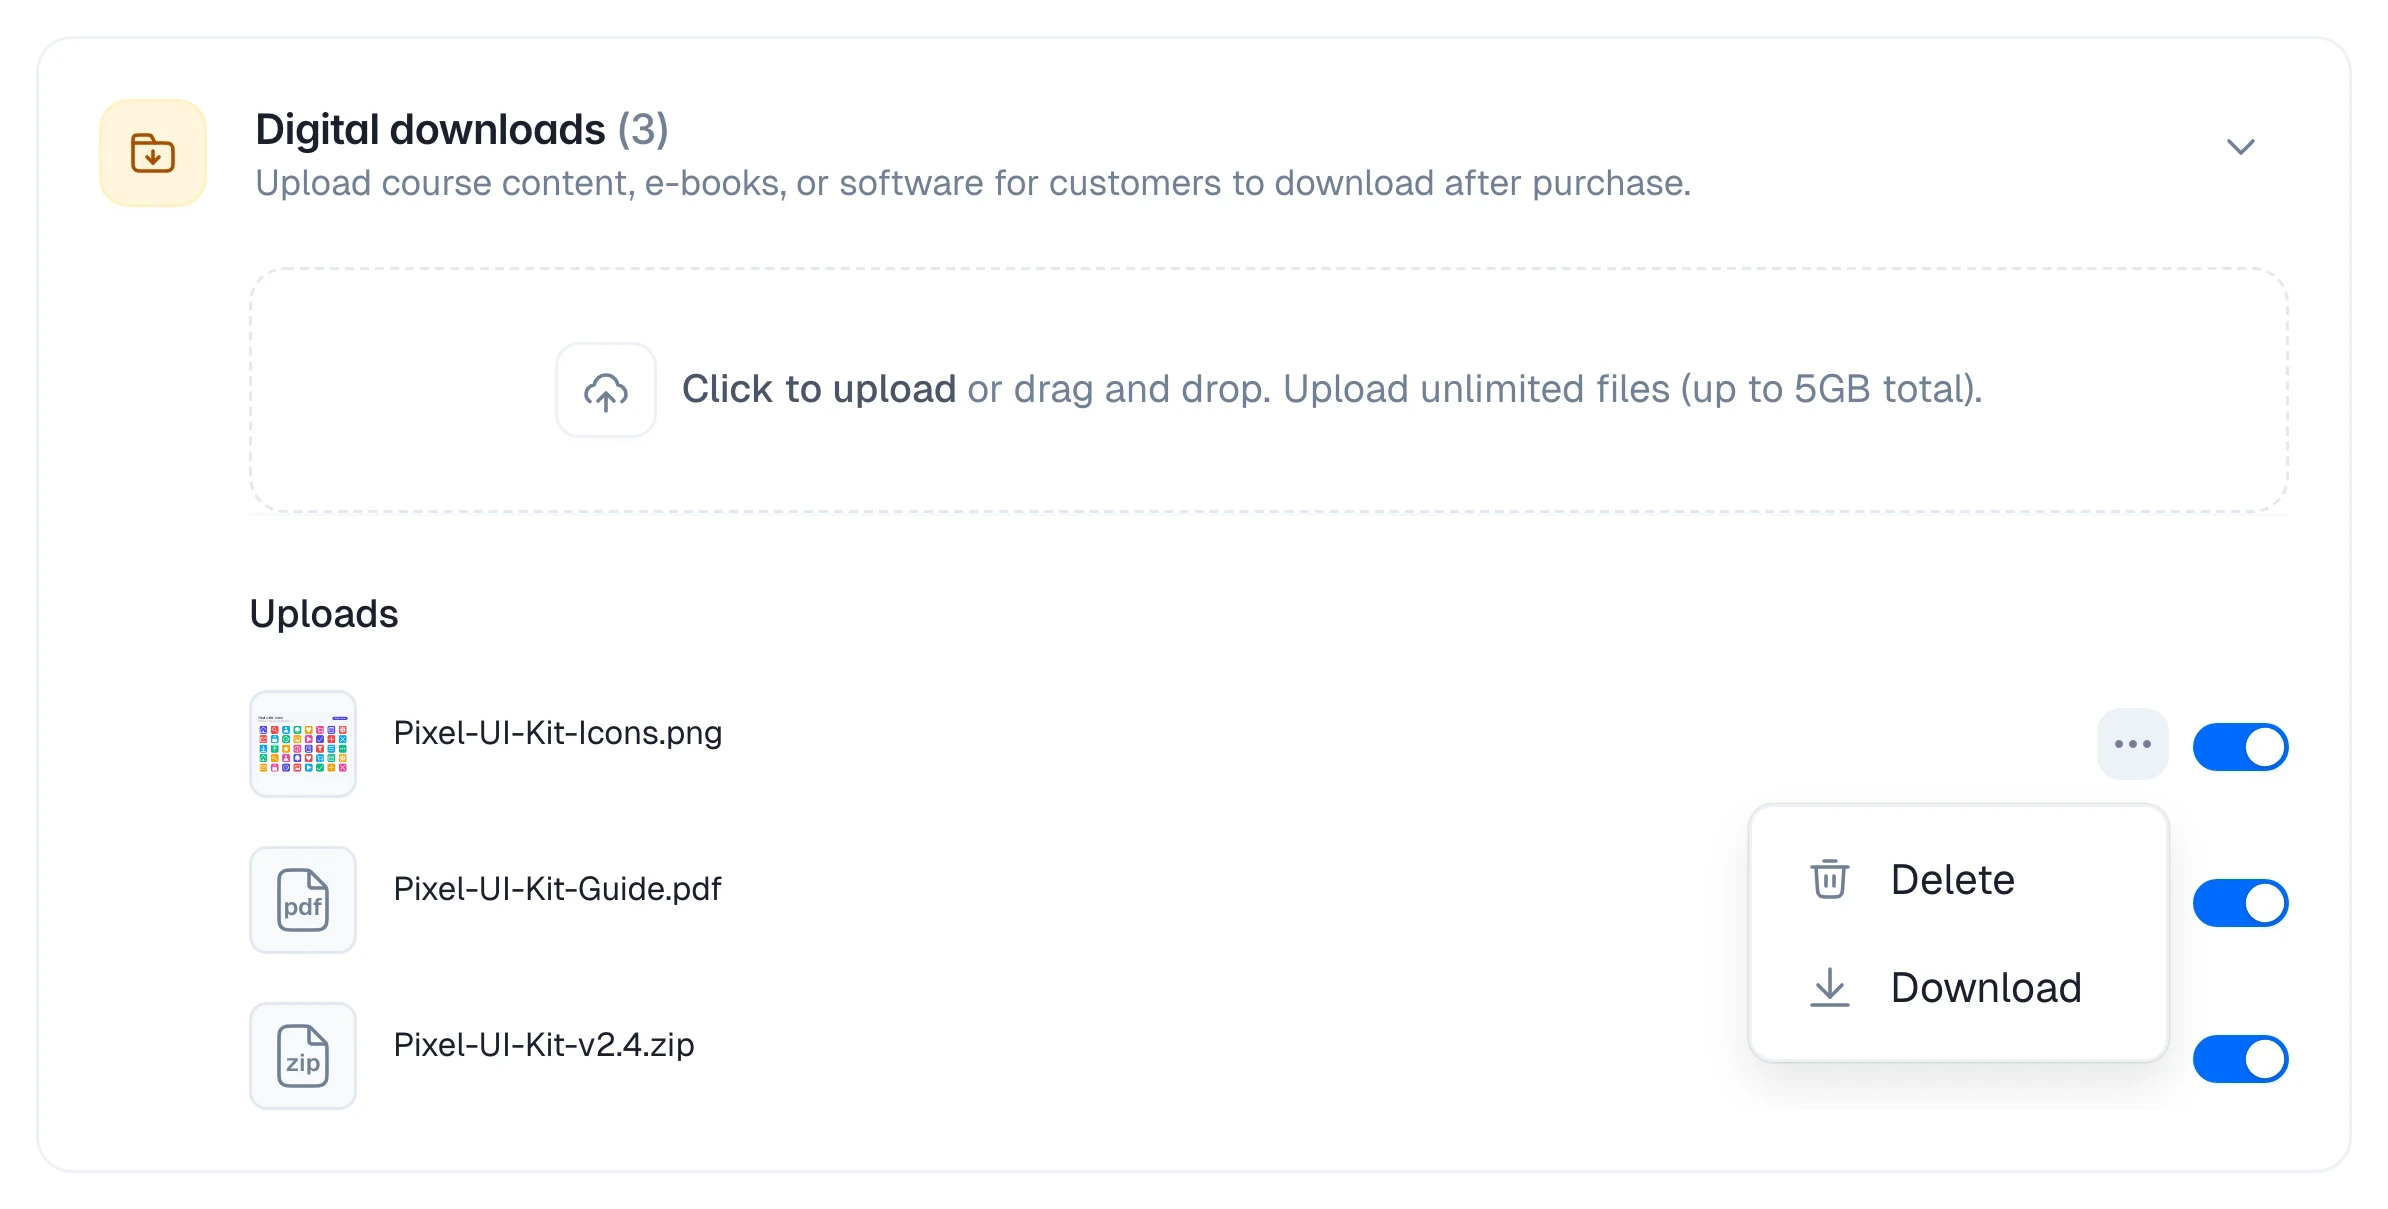 Digital downloads (3)
Upload course content, e-books, or software for customers to download after purchase.
Click to upload or drag and drop. Upload unlimited files (up to 5GB total).
Uploads
Pixel-UI-Kit-Icons.png
pdf
Pixel-UI-Kit-Guide.pdf
Delete
Download
zip
Pixel-UI-Kit-v2.4.zip